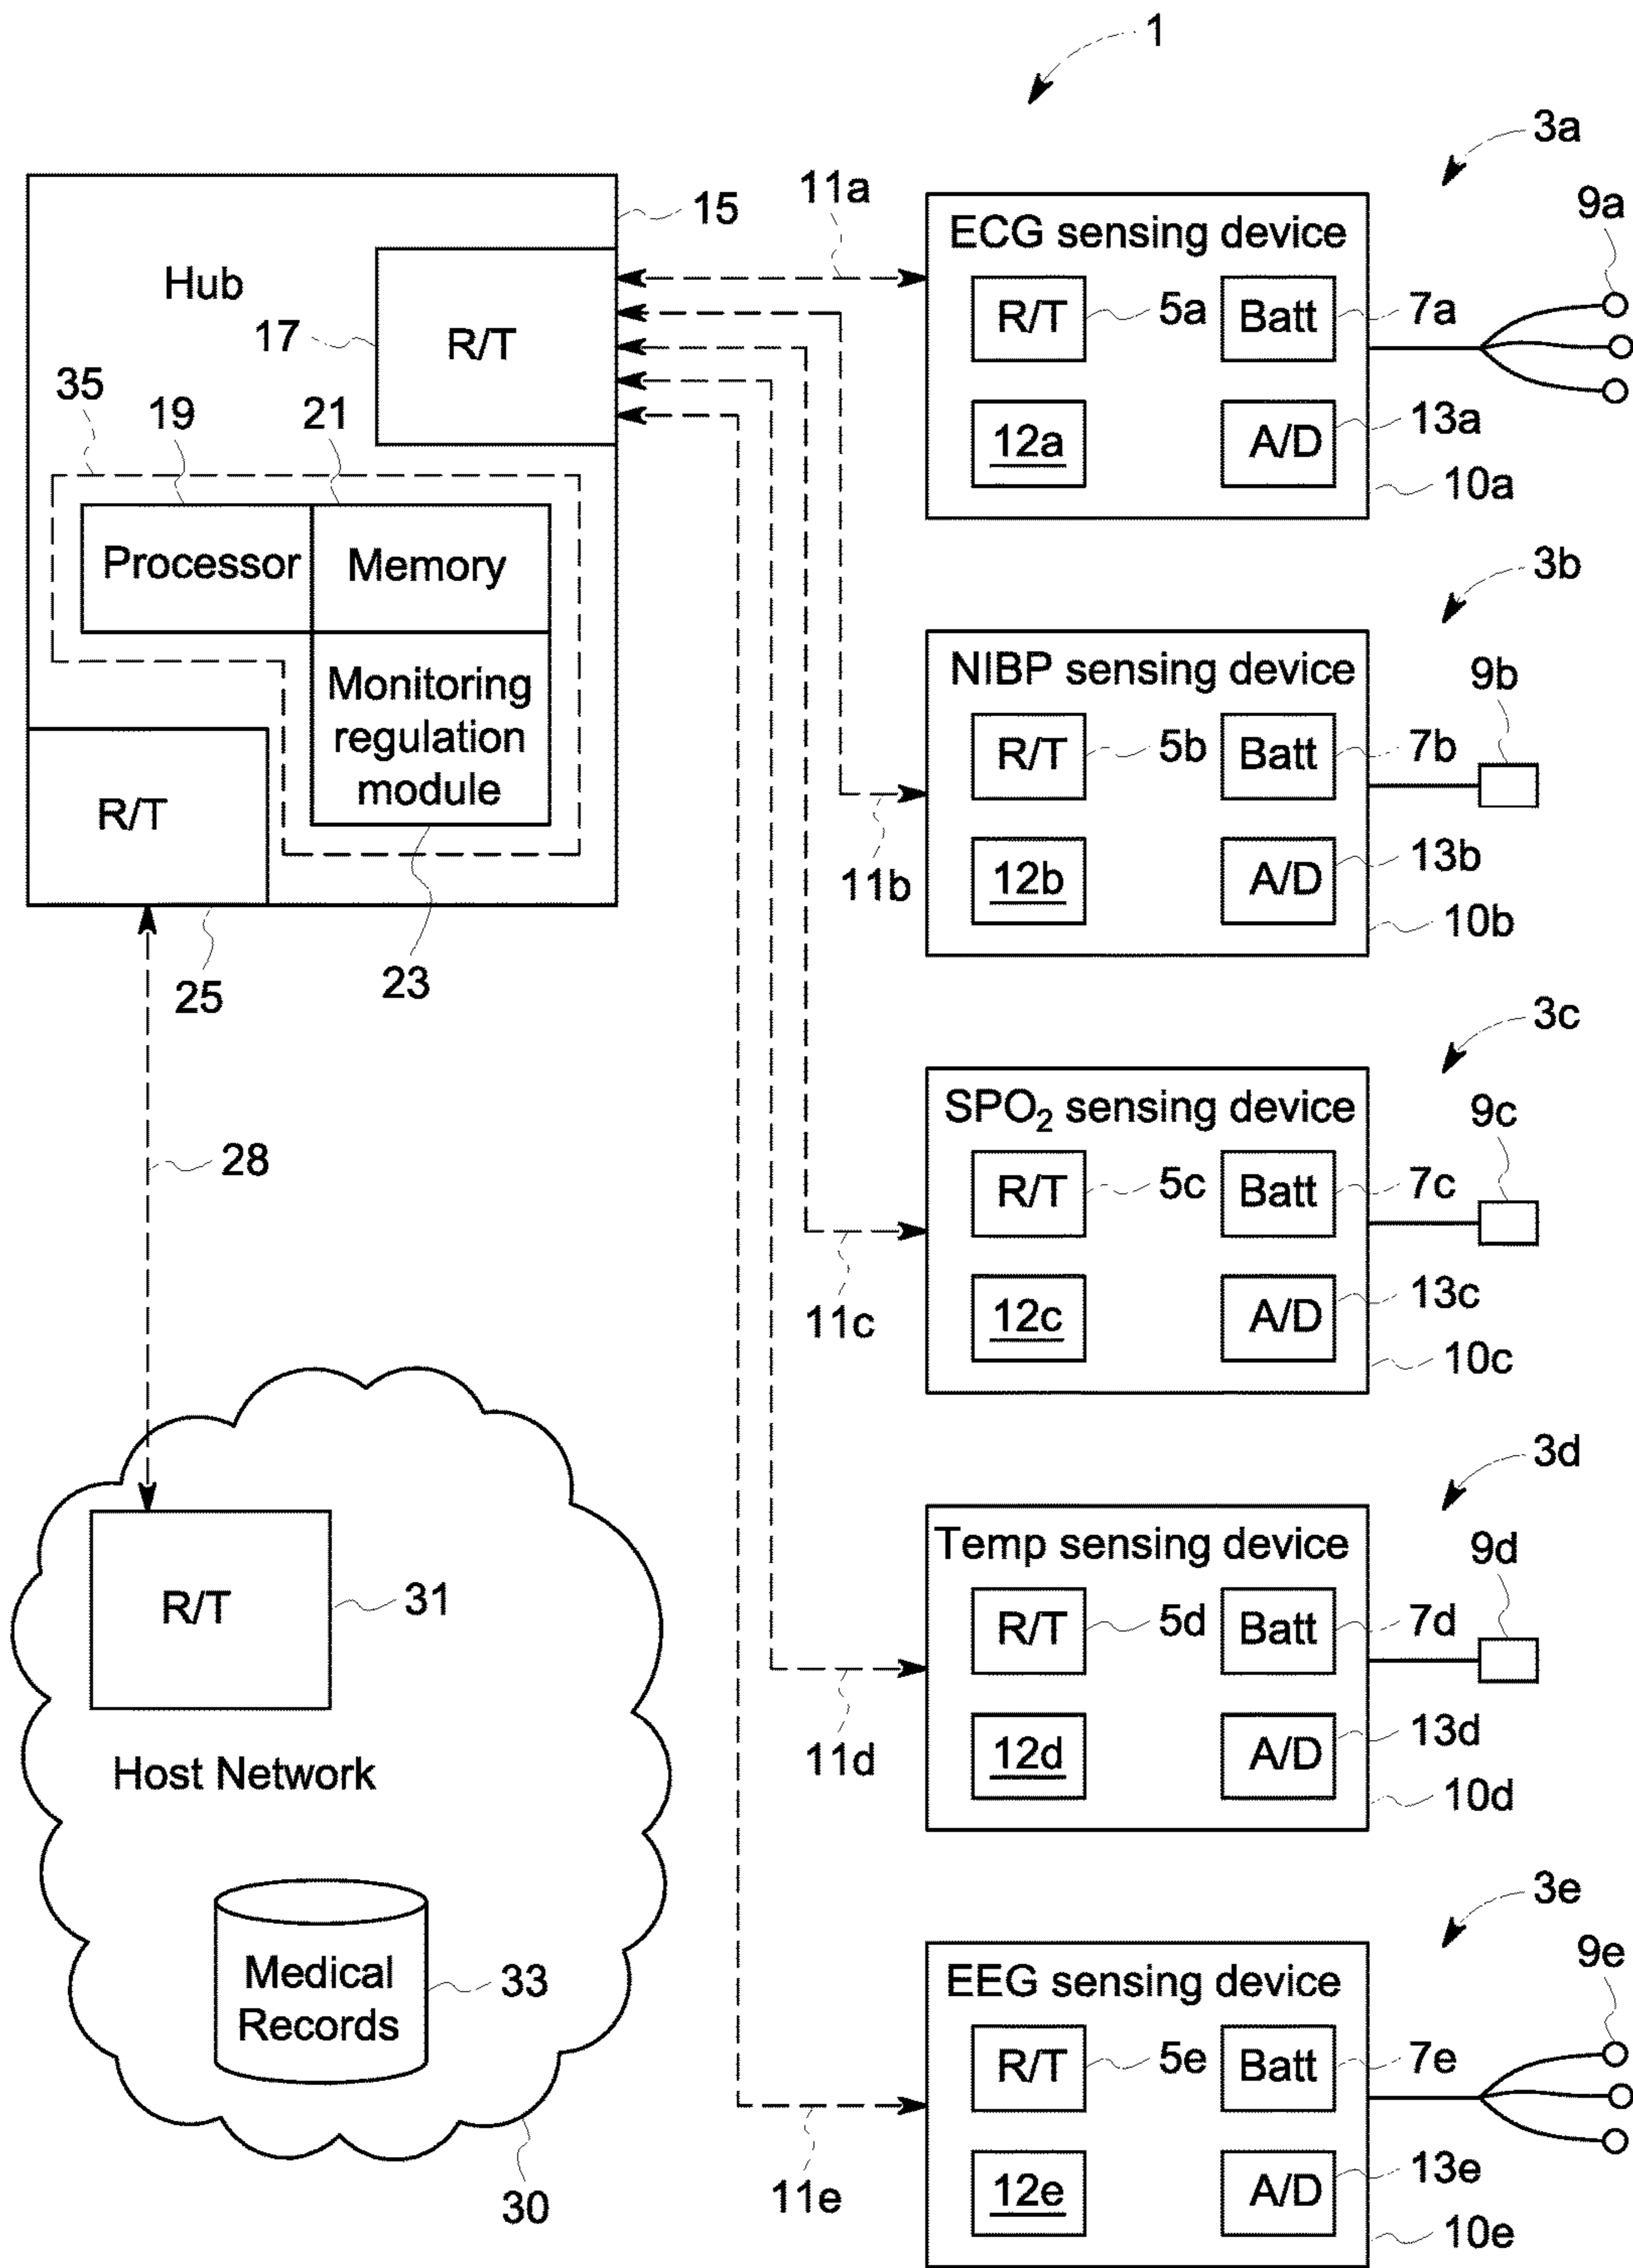 1
3a
11a
9a
15
ECG sensing device
Hub
17
R/T
R/T
5a
Batt
7a
35
19
21
12a
A/D
13a
10a
Processor
Memory
3b
Monitoring
regulation
module
NIBP sensing device
9b
R/T
R/T
5b
Batt
7b
11b
12b
A/D
13b
10b
25
23
3c
SPO₂ sensing device
9c
28
R/T
5c
Batt
7c
11c
12c
A/D
13c
10c
3d
Temp sensing device
9d
R/T
31
R/T
5d
Batt
7d
Host Network
11d
12d
A/D
13d
10d
3e
Medical
Records
33
EEG sensing device
9e
R/T
5e
Batt
7e
30
11e
12e
A/D
13e
10e